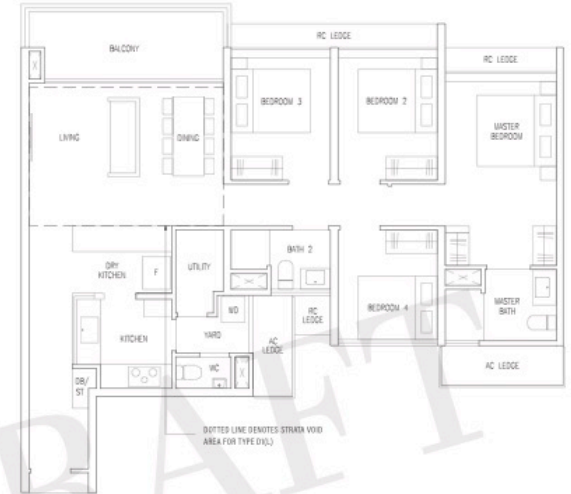 BALCONY
RC LEDGE
RC LEDGE
LIVING
DINING
BEDROOM 3
BEDROOM 2
MASTER
BEDROOM
DRY
KITCHEN
F
UTILITY
BATH 2
KITCHEN
YARD
W/D
RC
LEDGE
AC
LEDGE
BEDROOM 4
MASTER
BATH
WC
AC LEDGE
DB/
ST
DOTTED LINE DENOTES STRATA VOID
AREA FOR TYPE D1(L)